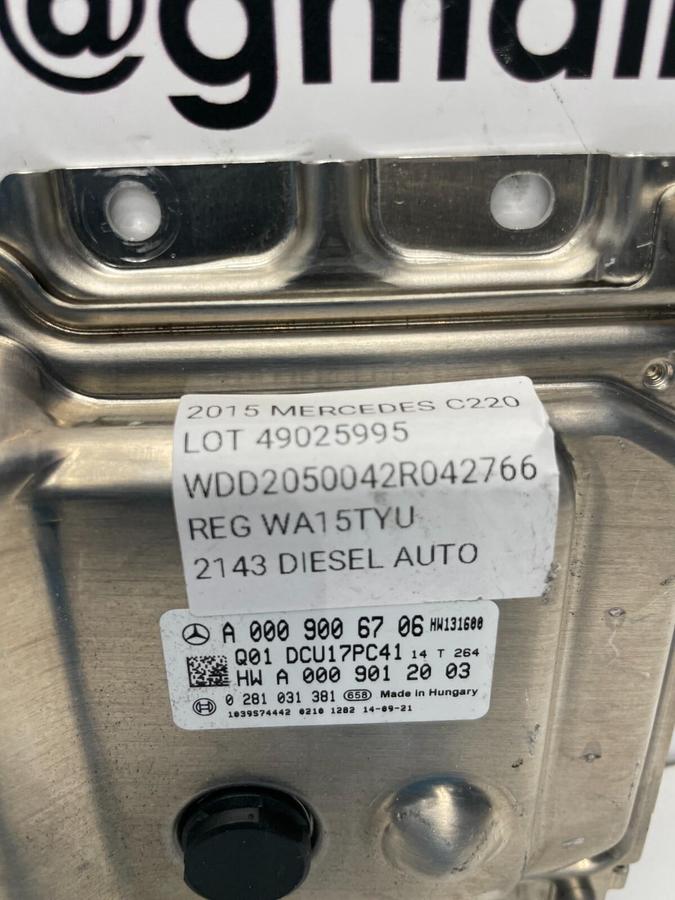 @gmail
2015 MERCEDES C220
LOT 49025995
WDD2050042R042766
REG WA15TYU
2143 DIESEL AUTO
A 000 900 67 06 HW131600
Q01 DCU17PC41 14 T 264
HW A 000 901 20 03
0 281 031 381 658 Made in Hungary
1039S74442 0210 1202 14-09-21